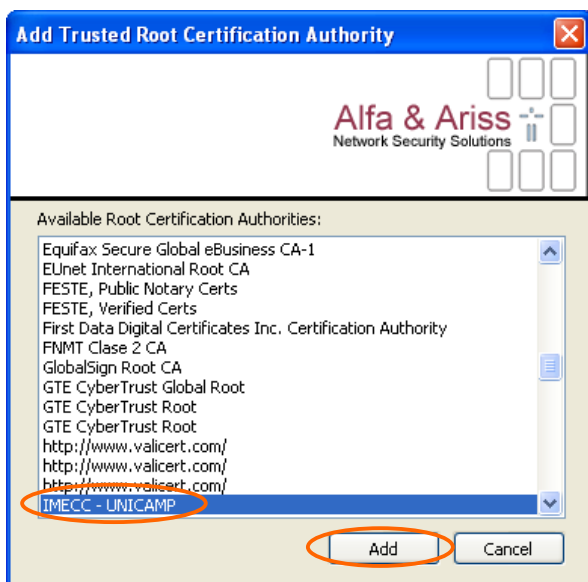 Add Trusted Root Certification Authority
Alfa & Ariss
Network Security Solutions
Available Root Certification Authorities:
Equifax Secure Global eBusiness CA-1
EUnet International Root CA
FESTE, Public Notary Certs
FESTE, Verified Certs
First Data Digital Certificates Inc. Certification Authority
FNMT Clase 2 CA
GlobalSign Root CA
GTE CyberTrust Global Root
GTE CyberTrust Root
GTE CyberTrust Root
http://www.valicert.com/
http://www.valicert.com/
http://www.valicert.com/
IMECC - UNICAMP
Add
Cancel